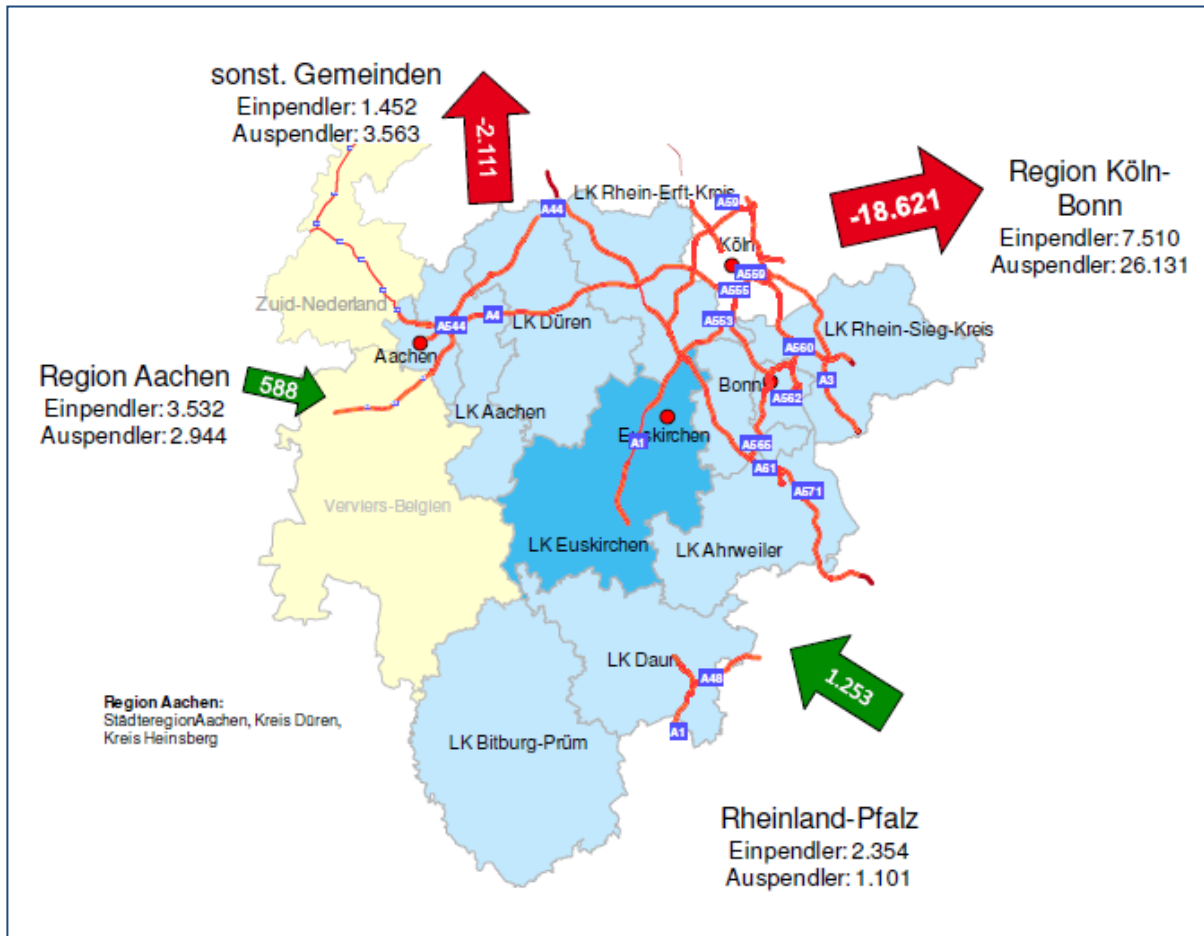 sonst. Gemeinden
Einpendler: 1.452
Auspendler: 3.563
-2.111
-18.621
Region Köln-
Bonn
Einpendler: 7.510
Auspendler: 26.131
LK Rhein-Erft-Kreis
A44
A59
Köln
A559
A555
Zuid-Nederland
A544
A4
LK Düren
A553
LK Rhein-Sieg-Kreis
A560
Aachen
Region Aachen
Einpendler: 3.532
Auspendler: 2.944
588
LK Aachen
Bonn
A562
A3
Euskirchen
A1
A565
A61
A571
Verviers-Belgien
LK Euskirchen
LK Ahrweiler
LK Daun
A48
1.253
A1
Region Aachen:
StädteregionAachen, Kreis Düren,
Kreis Heinsberg
LK Bitburg-Prüm
Rheinland-Pfalz
Einpendler: 2.354
Auspendler: 1.101